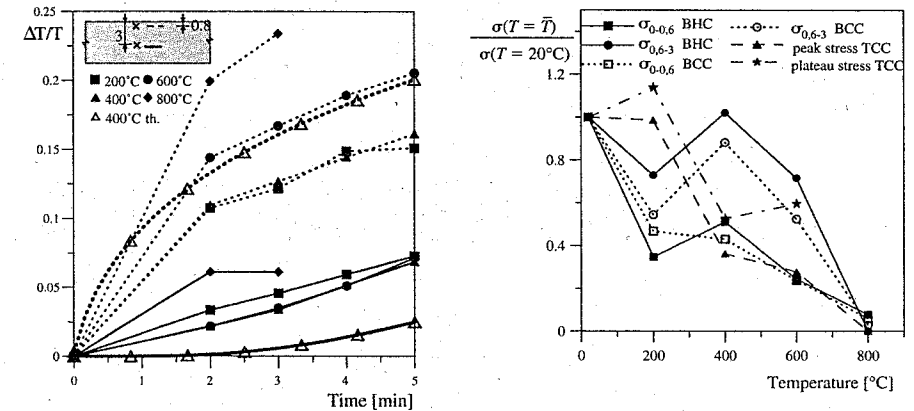 ΔT/T
0.8
3
200°C 600°C
400°C 800°C
400°C th.
0.25
0.2
0.15
0.1
0.05
0
0 1 2 3 4 5
Time [min]
σ(T = T̅)
σ(T = 20°C)
σ0-0,6 BHC
σ0,6-3 BHC
σ0-0,6 BCC
σ0,6-3 BCC
peak stress TCC
plateau stress TCC
1.2
0.8
0.4
0
0 200 400 600 800
Temperature [°C]